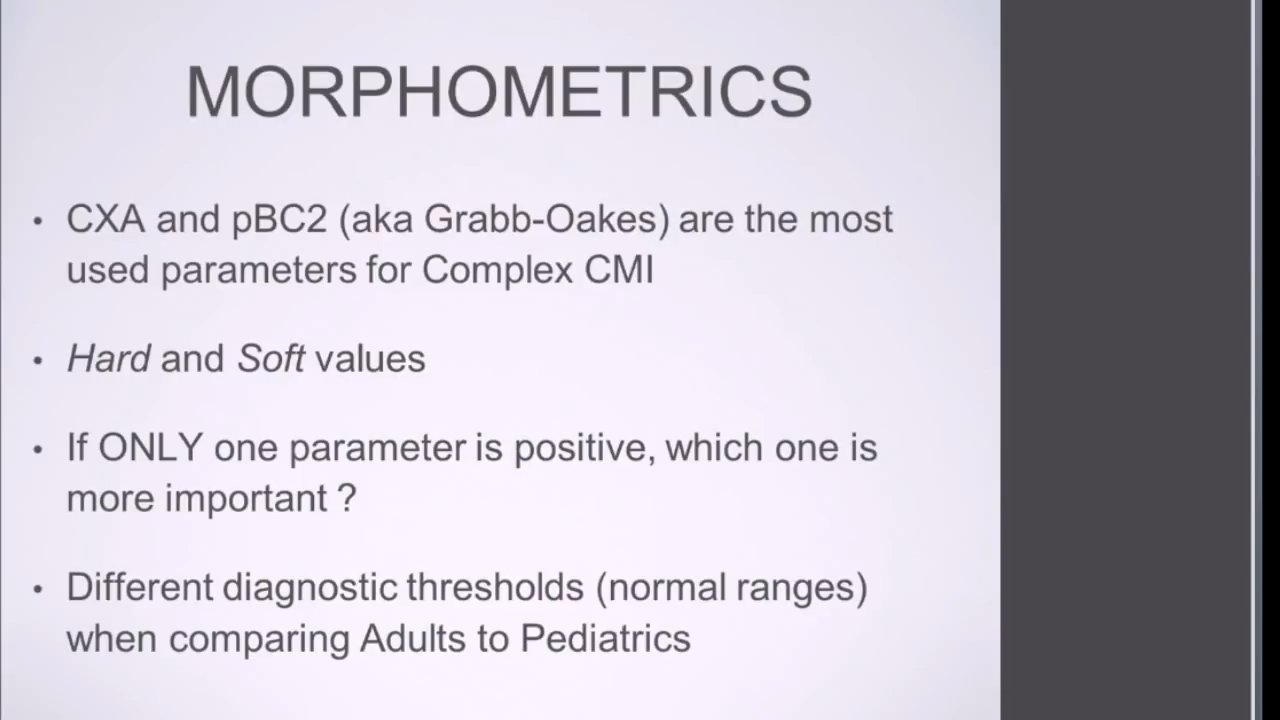 MORPHOMETRICS
• CXA and pBC2 (aka Grabb-Oakes) are the most
used parameters for Complex CMI
• Hard and Soft values
• If ONLY one parameter is positive, which one is
more important ?
• Different diagnostic thresholds (normal ranges)
when comparing Adults to Pediatrics